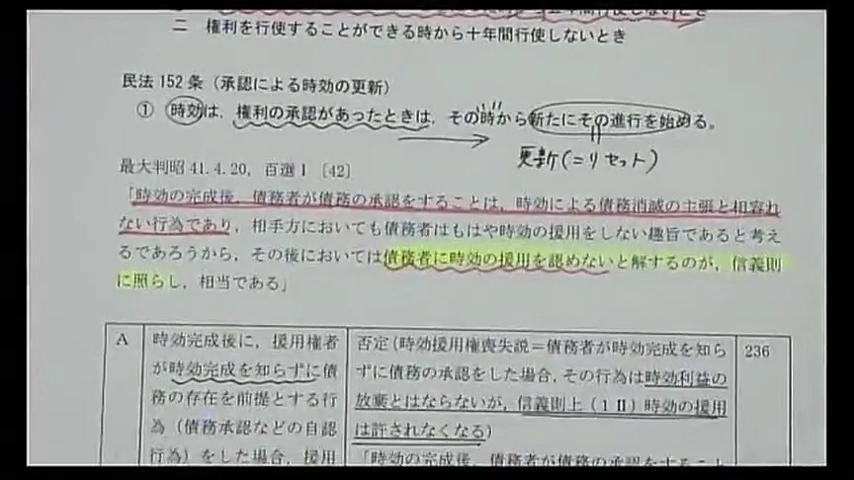 二 権利を行使することができる時から十年間行使しないとき
民法152条（承認による時効の更新）
① 時効は，権利の承認があったときは，その時から新たにその進行を始める。
更新（＝リセット）
最大判昭41.4.20，百選Ⅰ〔42〕
「時効の完成後，債務者が債務の承認をすることは，時効による債務消滅の主張と相容れ
ない行為であり，相手方においても債務者はもはや時効の援用をしない趣旨であると考え
るであろうから，その後においては債務者に時効の援用を認めないと解するのが，信義則
に照らし，相当である」
A
時効完成後に，援用権者
が時効完成を知らずに債
務の存在を前提とする行
為（債務承認などの自認
行為）をした場合，援用
否定（時効援用権喪失説＝債務者が時効完成を知ら
ずに債務の承認をした場合，その行為は時効利益の
放棄とはならないが，信義則上（1Ⅱ）時効の援用
は許されなくなる）
「時効の完成後，債務者が債務の承認をすること
236